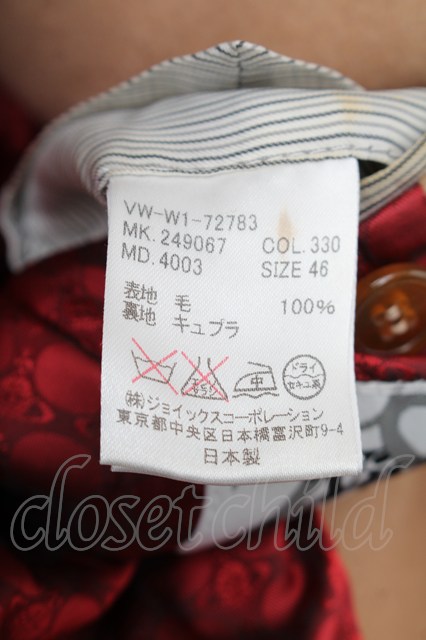 VW-W1-72783
MK.249067 COL.330
MD.4003 SIZE 46
表地 毛 100%
裏地 キュプラ
中
ドライ
セキユ系
(株)ジョイックスコーポレーション
東京都中央区日本橋富沢町9-4
日本製
closetchild